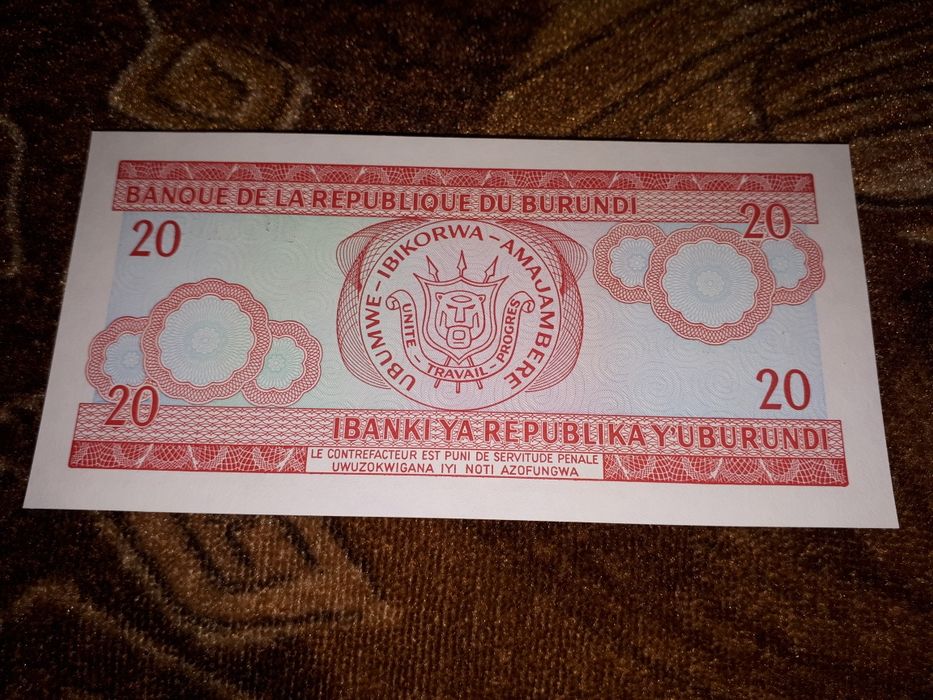 BANQUE DE LA REPUBLIQUE DU BURUNDI
20
20
UBUMWE - IBIKORWA - AMAJAMBERE
UNITE - TRAVAIL - PROGRES
20
20
IBANKI YA REPUBLIKA Y'UBURUNDI
LE CONTREFACTEUR EST PUNI DE SERVITUDE PENALE
UWUZOKWIGANA IYI NOTI AZOFUNGWA